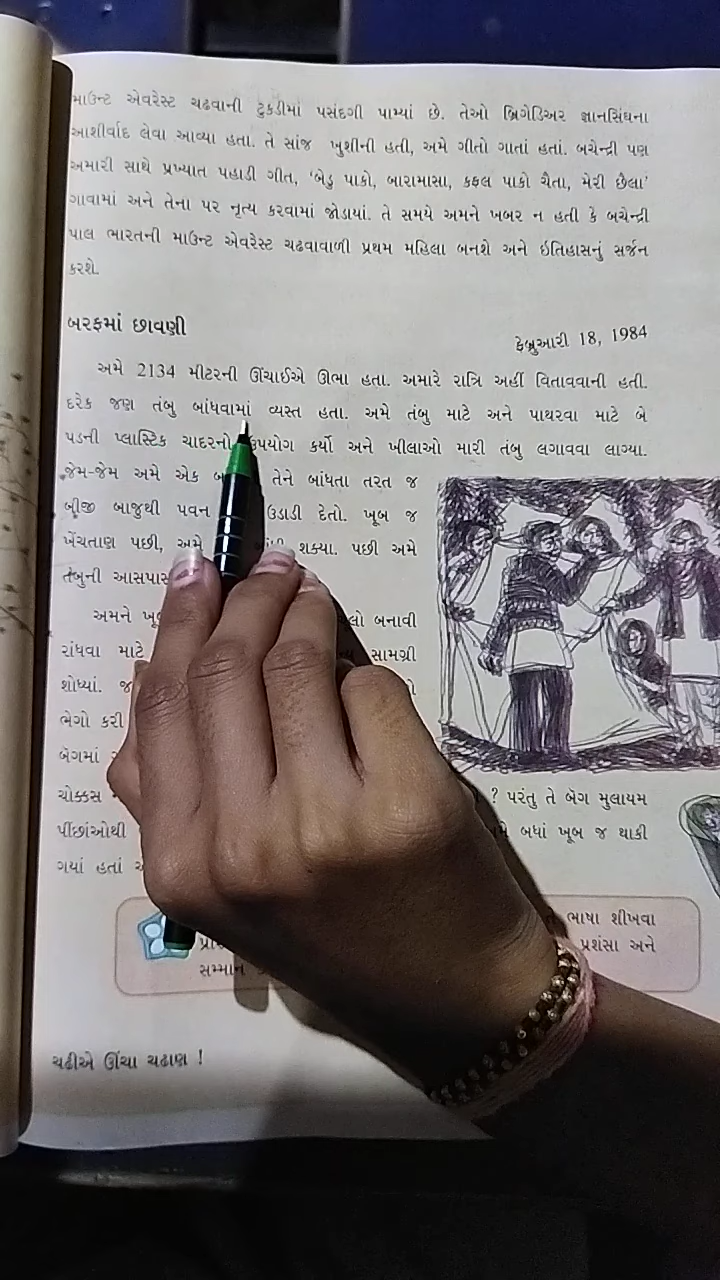 માઉન્ટ એવરેસ્ટ ચઢવાની ટુકડીમાં પસંદગી પામ્યાં છે. તેઓ બ્રિગેડિઅર જ્ઞાનસિંઘના
આશીર્વાદ લેવા આવ્યા હતા. તે સાંજ ખુશીની હતી, અમે ગીતો ગાતાં હતાં. બચેન્દ્રી પણ
અમારી સાથે પ્રખ્યાત પહાડી ગીત, ‘બેડુ પાકો, બારામાસા, કફલ પાકો ચૈતા, મેરી છૈલા’
ગાવામાં અને તેના પર નૃત્ય કરવામાં જોડાયાં. તે સમયે અમને ખબર ન હતી કે બચેન્દ્રી
પાલ ભારતની માઉન્ટ એવરેસ્ટ ચઢવાવાળી પ્રથમ મહિલા બનશે અને ઇતિહાસનું સર્જન
કરશે.
બરફમાં છાવણી
ફેબ્રુઆરી 18, 1984
અમે 2134 મીટરની ઊંચાઈએ ઊભા હતા. અમારે રાત્રિ અહીં વિતાવવાની હતી.
દરેક જણ તંબુ બાંધવામાં વ્યસ્ત હતા. અમે તંબુ માટે અને પાથરવા માટે બે
પડની પ્લાસ્ટિક ચાદરનો ઉપયોગ કર્યો અને ખીલાઓ મારી તંબુ લગાવવા લાગ્યા.
જેમ-જેમ અમે એક તેને બાંધતા તરત જ
બીજી બાજુથી પવન ઉડાડી દેતો. ખૂબ જ
ખેંચતાણ પછી, અમે શક્યા. પછી અમે
તંબુની આસપાસ
અમને બનાવી
રાંધવા માટે સામગ્રી
શોધ્યાં.
ભેગો કરી
બૅગમાં
ચોક્કસ ? પરંતુ તે બૅગ મુલાયમ
પીંછાંઓથી બધાં ખૂબ જ થાકી
ગયાં હતાં
ભાષા શીખવા
પ્રશંસા અને
સમ્માન
ચઢીએ ઊંચા ચઢાણ !